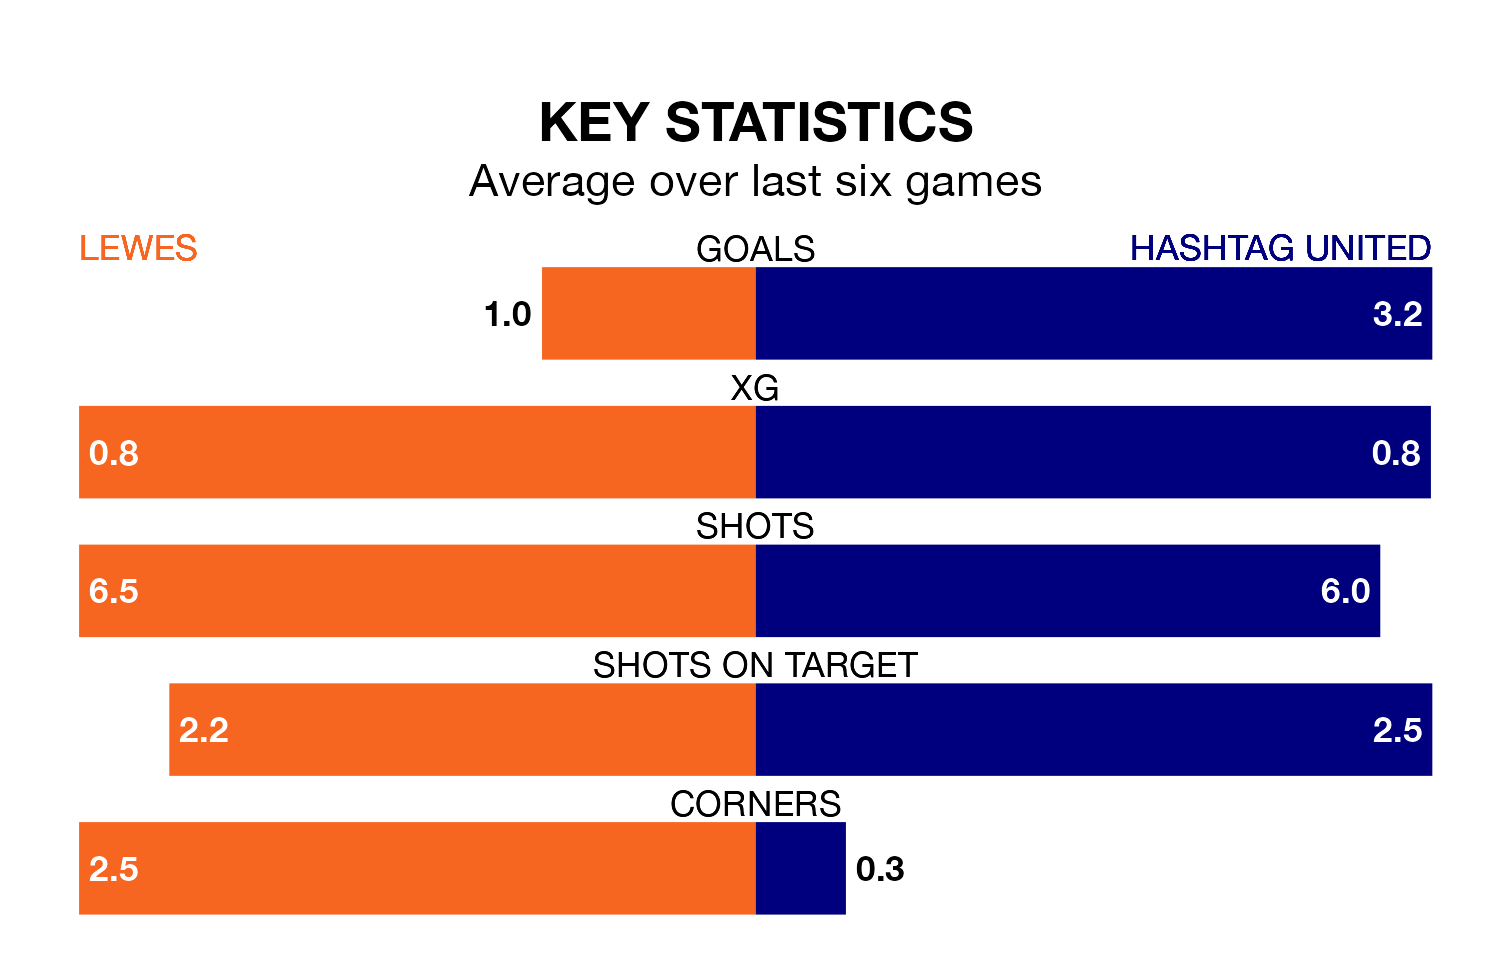 KEY STATISTICS
Average over last six games
LEWES GOALS HASHTAG UNITED
1.0 3.2
XG
0.8 0.8
SHOTS
6.5 6.0
SHOTS ON TARGET
2.2 2.5
CORNERS
2.5 0.3